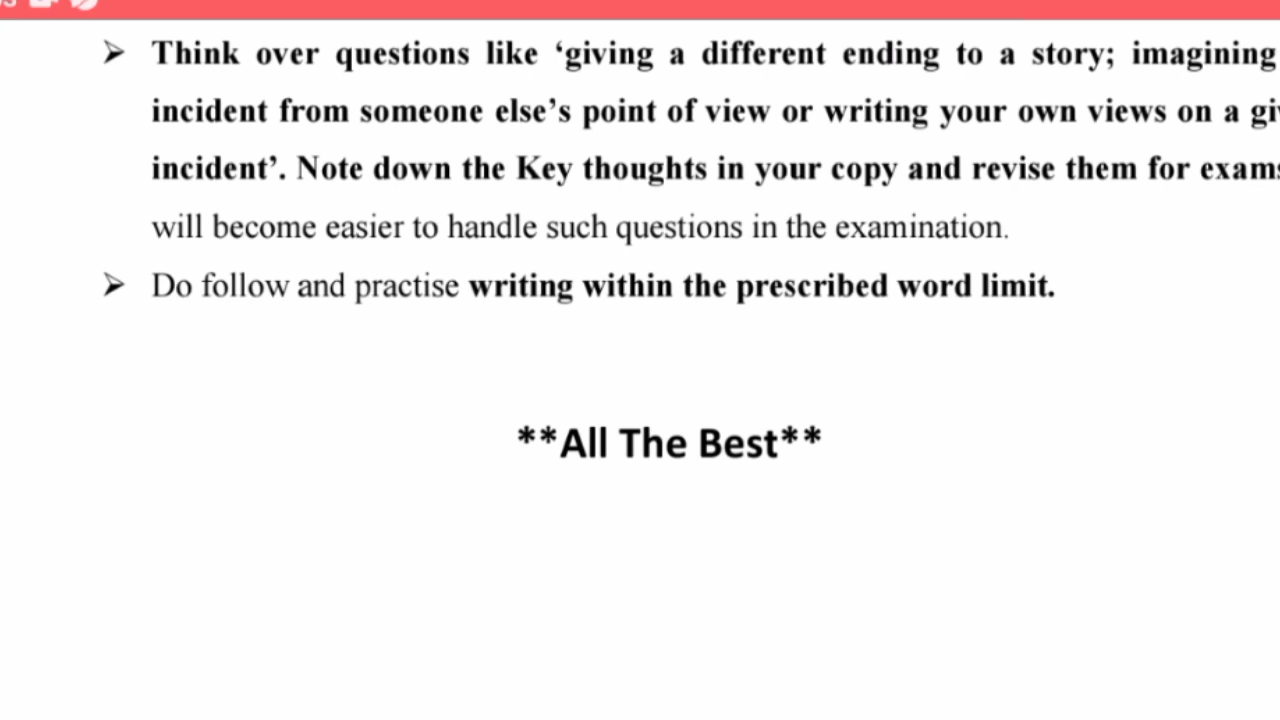 ➢ Think over questions like ‘giving a different ending to a story; imagining
incident from someone else’s point of view or writing your own views on a
incident’. Note down the Key thoughts in your copy and revise them for
will become easier to handle such questions in the examination.
➢ Do follow and practise writing within the prescribed word limit.
**All The Best**